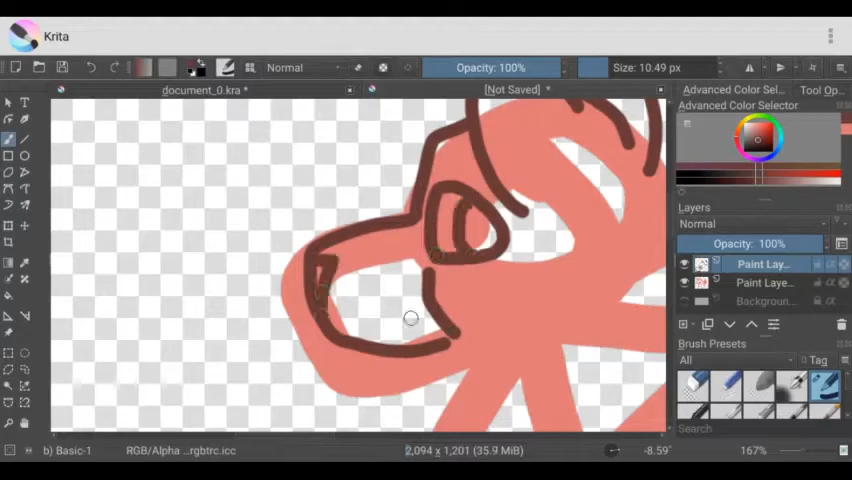 Krita
Normal
Opacity: 100%
Size: 10.49 px
document_0.kra *
[Not Saved] *
Advanced Color Sel...
Tool Op...
Advanced Color Selector
Layers
Normal
Opacity: 100%
Paint Lay...
Paint Laye...
Backgroun...
Brush Presets
All
Tag
Search
b) Basic-1
RGB/Alpha ...rgbtrc.icc
2,094 x 1,201 (35.9 MiB)
-8.59°
167%